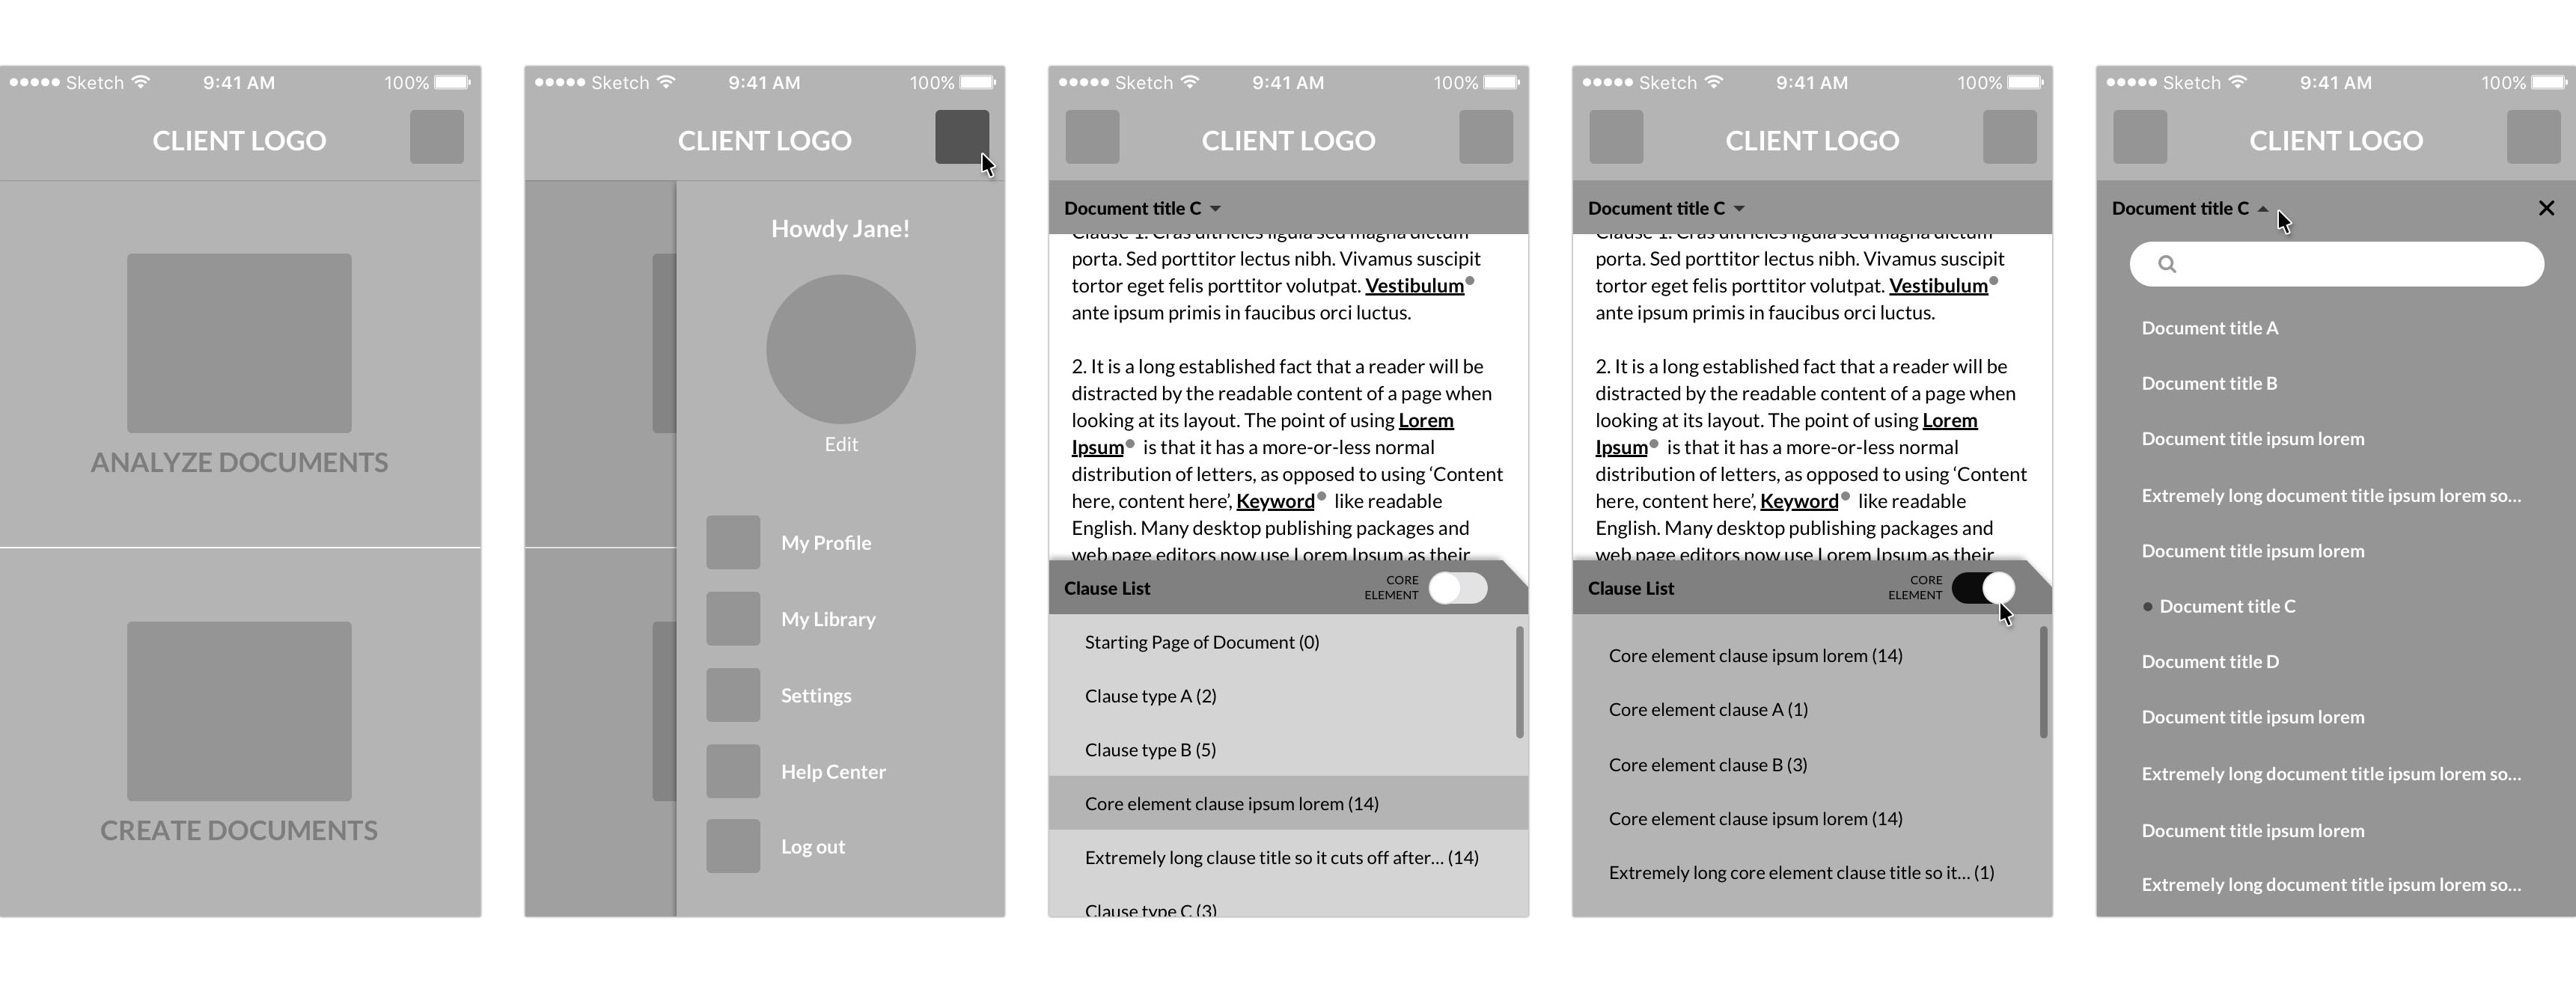 Sketch 9:41 AM 100%
CLIENT LOGO
ANALYZE DOCUMENTS
CREATE DOCUMENTS
Sketch 9:41 AM 100%
CLIENT LOGO
Howdy Jane!
Edit
My Profile
My Library
Settings
Help Center
Log out
Sketch 9:41 AM 100%
CLIENT LOGO
Document title C
Clause 1. Cras ultricies ligula sed magna dictum
porta. Sed porttitor lectus nibh. Vivamus suscipit
tortor eget felis porttitor volutpat. Vestibulum
ante ipsum primis in faucibus orci luctus.
2. It is a long established fact that a reader will be
distracted by the readable content of a page when
looking at its layout. The point of using Lorem
Ipsum is that it has a more-or-less normal
distribution of letters, as opposed to using ‘Content
here, content here’, Keyword like readable
English. Many desktop publishing packages and
web page editors now use Lorem Ipsum as their
Clause List
CORE
ELEMENT
Starting Page of Document (0)
Clause type A (2)
Clause type B (5)
Core element clause ipsum lorem (14)
Extremely long clause title so it cuts off after... (14)
Clause type C (3)
Sketch 9:41 AM 100%
CLIENT LOGO
Document title C
Clause 1. Cras ultricies ligula sed magna dictum
porta. Sed porttitor lectus nibh. Vivamus suscipit
tortor eget felis porttitor volutpat. Vestibulum
ante ipsum primis in faucibus orci luctus.
2. It is a long established fact that a reader will be
distracted by the readable content of a page when
looking at its layout. The point of using Lorem
Ipsum is that it has a more-or-less normal
distribution of letters, as opposed to using ‘Content
here, content here’, Keyword like readable
English. Many desktop publishing packages and
web page editors now use Lorem Ipsum as their
Clause List
CORE
ELEMENT
Core element clause ipsum lorem (14)
Core element clause A (1)
Core element clause B (3)
Core element clause ipsum lorem (14)
Extremely long core element clause title so it... (1)
Sketch 9:41 AM 100%
CLIENT LOGO
Document title C
Document title A
Document title B
Document title ipsum lorem
Extremely long document title ipsum lorem so...
Document title ipsum lorem
Document title C
Document title D
Document title ipsum lorem
Extremely long document title ipsum lorem so...
Document title ipsum lorem
Extremely long document title ipsum lorem so...